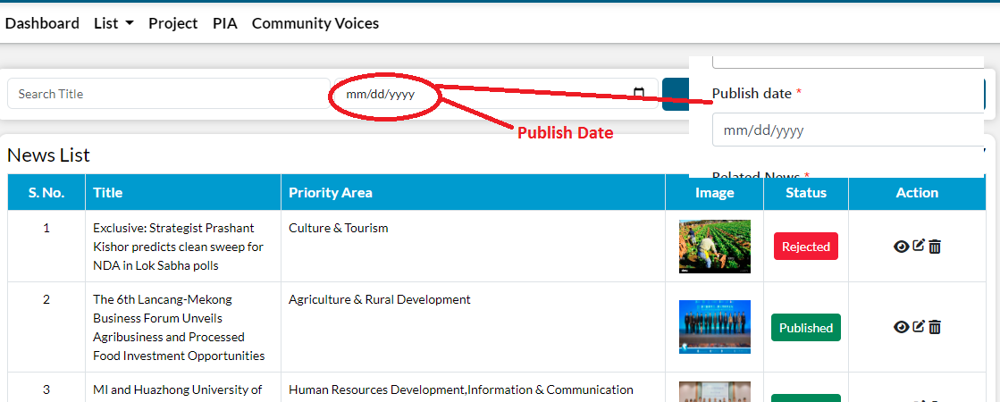 Dashboard List Project PIA Community Voices
Search Title mm/dd/yyyy
Publish date *
mm/dd/yyyy
Publish Date
Related News *
News List
S. No. Title Priority Area Image Status Action
1 Exclusive: Strategist Prashant Culture & Tourism
Kishor predicts clean sweep for Rejected
NDA in Lok Sabha polls
2 The 6th Lancang-Mekong Agriculture & Rural Development
Business Forum Unveils
Agribusiness and Processed Published
Food Investment Opportunities
3 MI and Huazhong University of Human Resources Development,Information & Communication